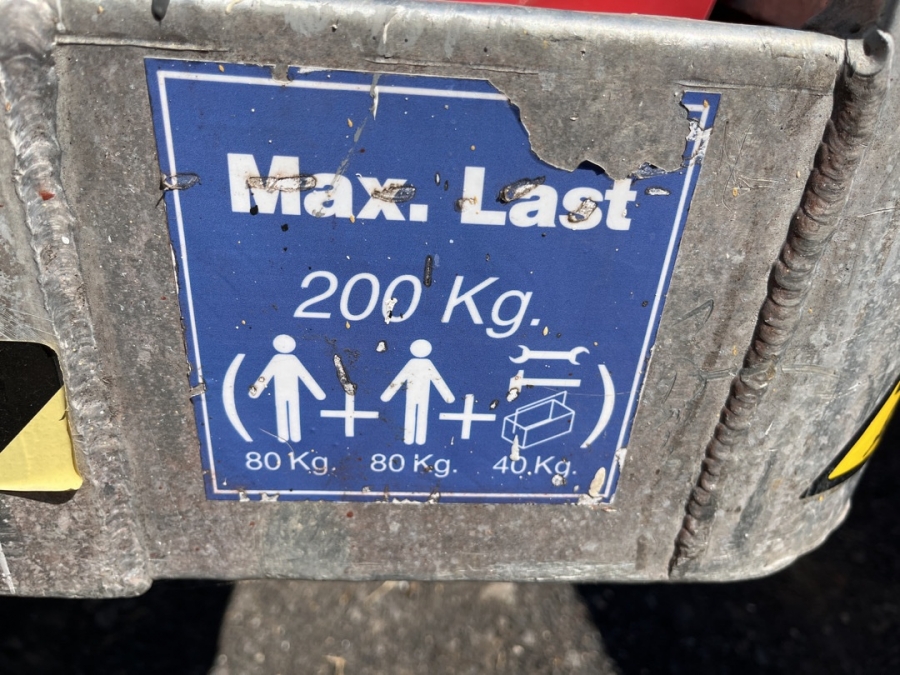 Max. Last
200 Kg.
( + + )
80 Kg. 80 Kg. 40 Kg.